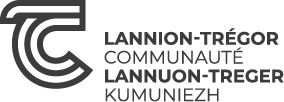 LANNION-TRÉGOR
COMMUNAUTÉ
LANNUON-TREGER
KUMUNIEZH